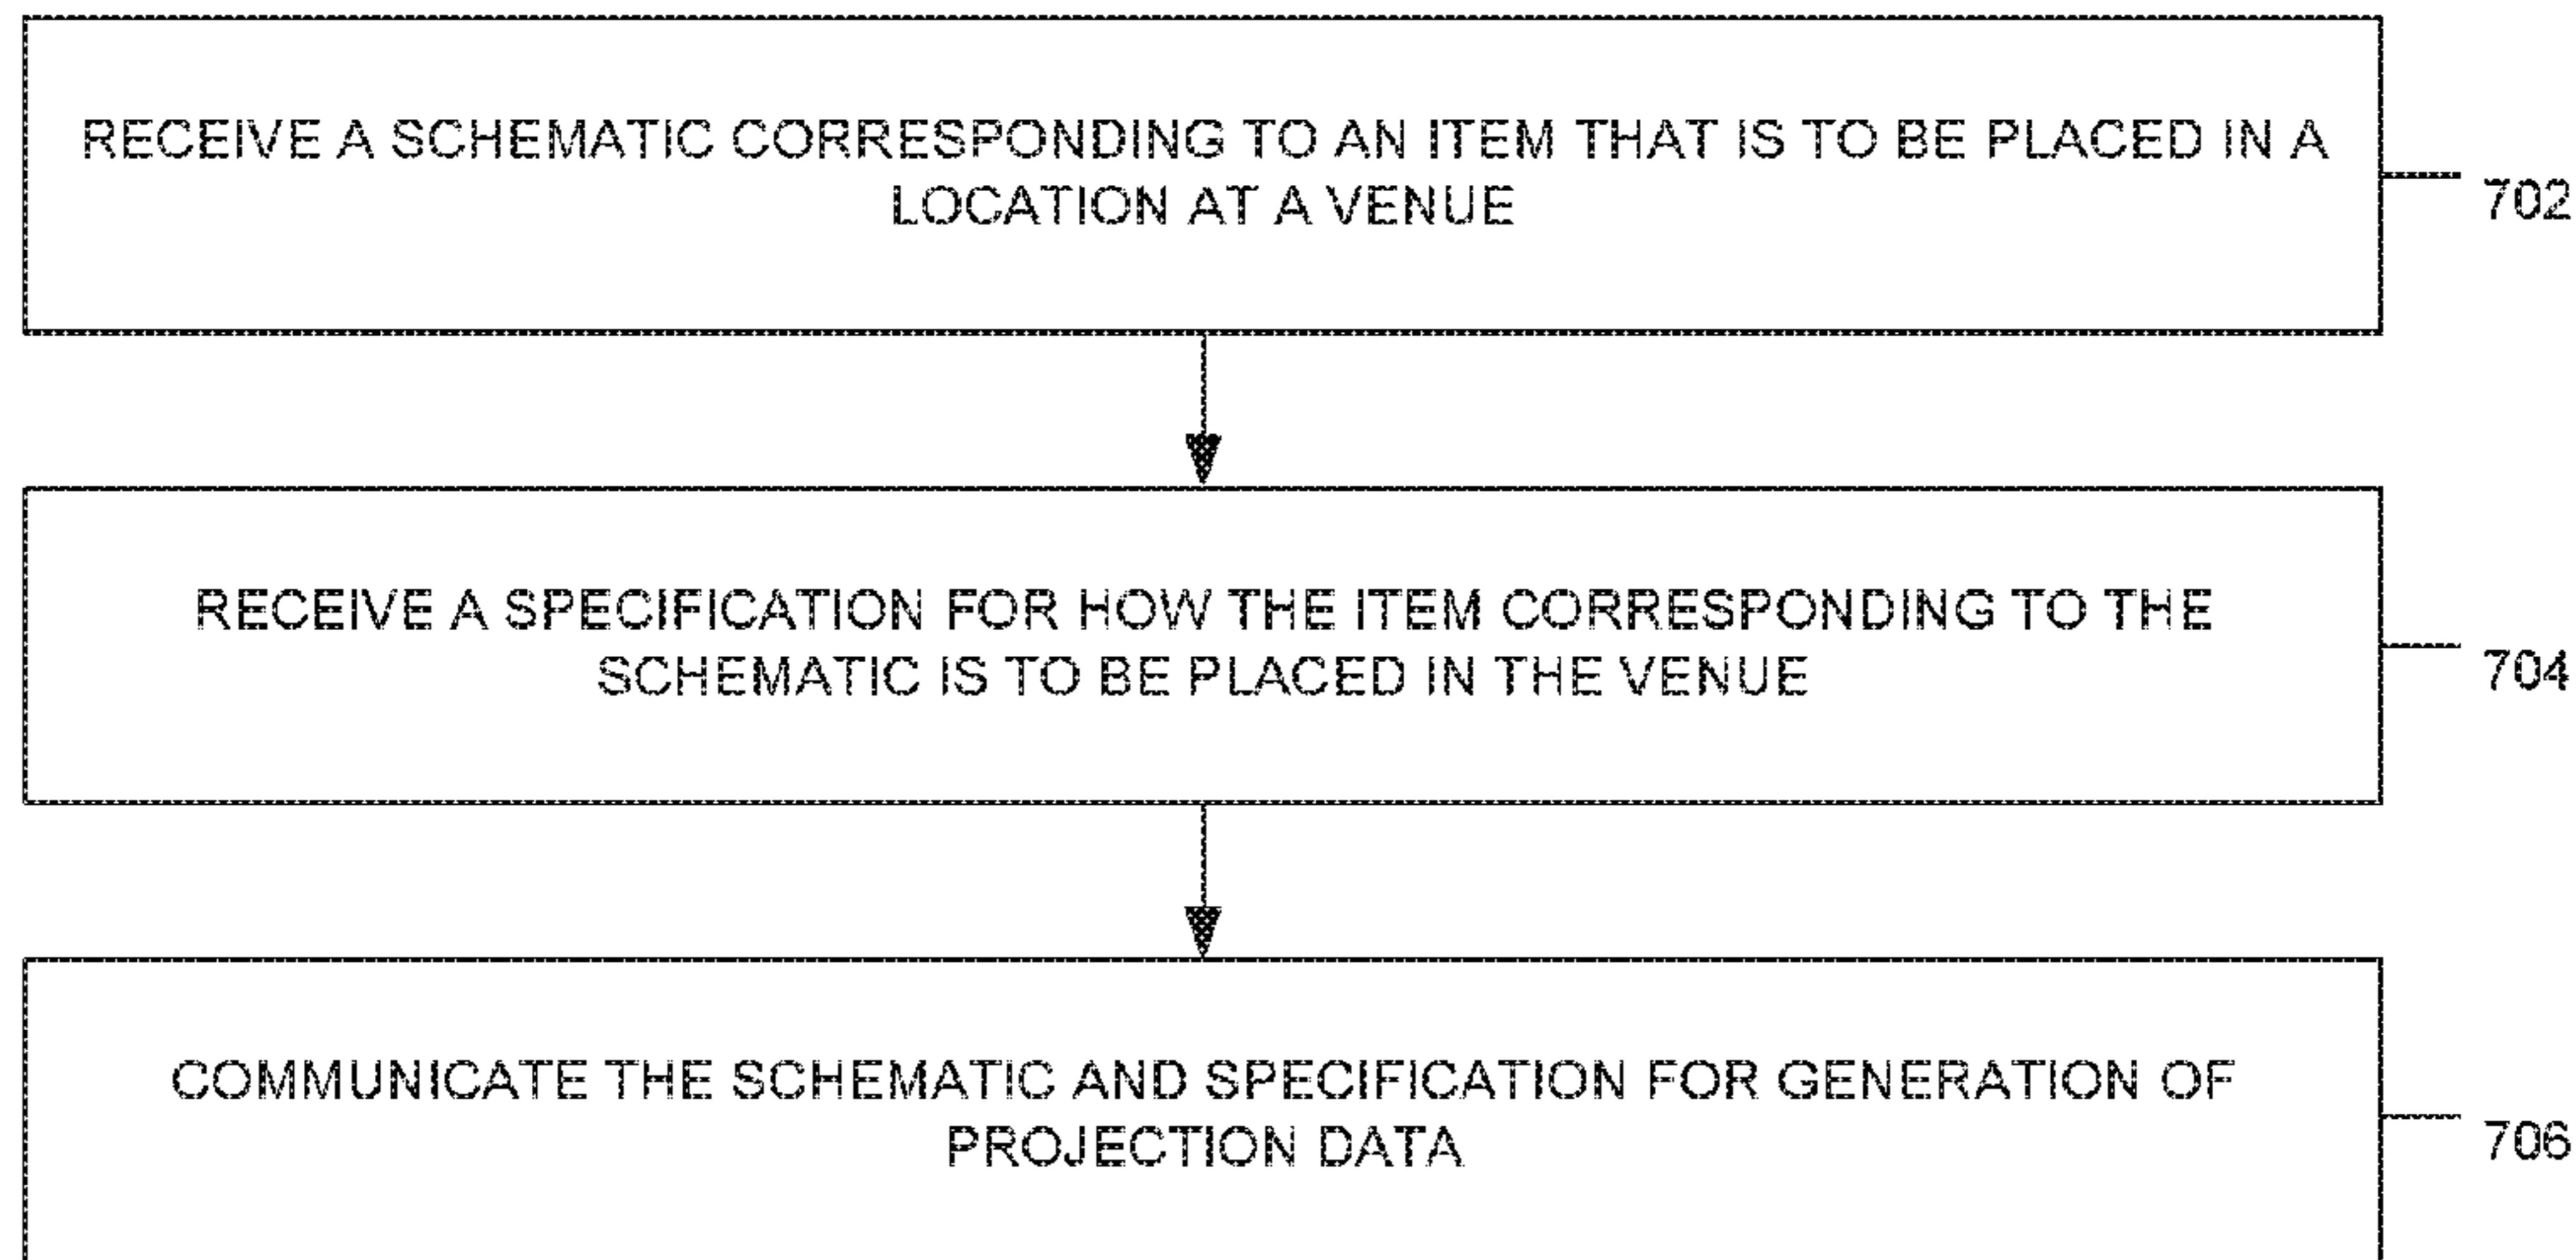 RECEIVE A SCHEMATIC CORRESPONDING TO AN ITEM THAT IS TO BE PLACED IN A
LOCATION AT A VENUE
702
RECEIVE A SPECIFICATION FOR HOW THE ITEM CORRESPONDING TO THE
SCHEMATIC IS TO BE PLACED IN THE VENUE
704
COMMUNICATE THE SCHEMATIC AND SPECIFICATION FOR GENERATION OF
PROJECTION DATA
706